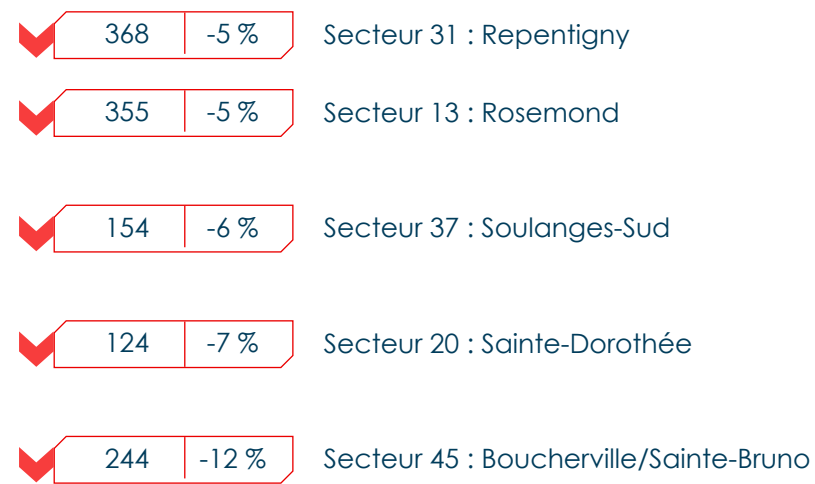 368 -5 % Secteur 31 : Repentigny
355 -5 % Secteur 13 : Rosemond
154 -6 % Secteur 37 : Soulanges-Sud
124 -7 % Secteur 20 : Sainte-Dorothée
244 -12 % Secteur 45 : Boucherville/Sainte-Bruno